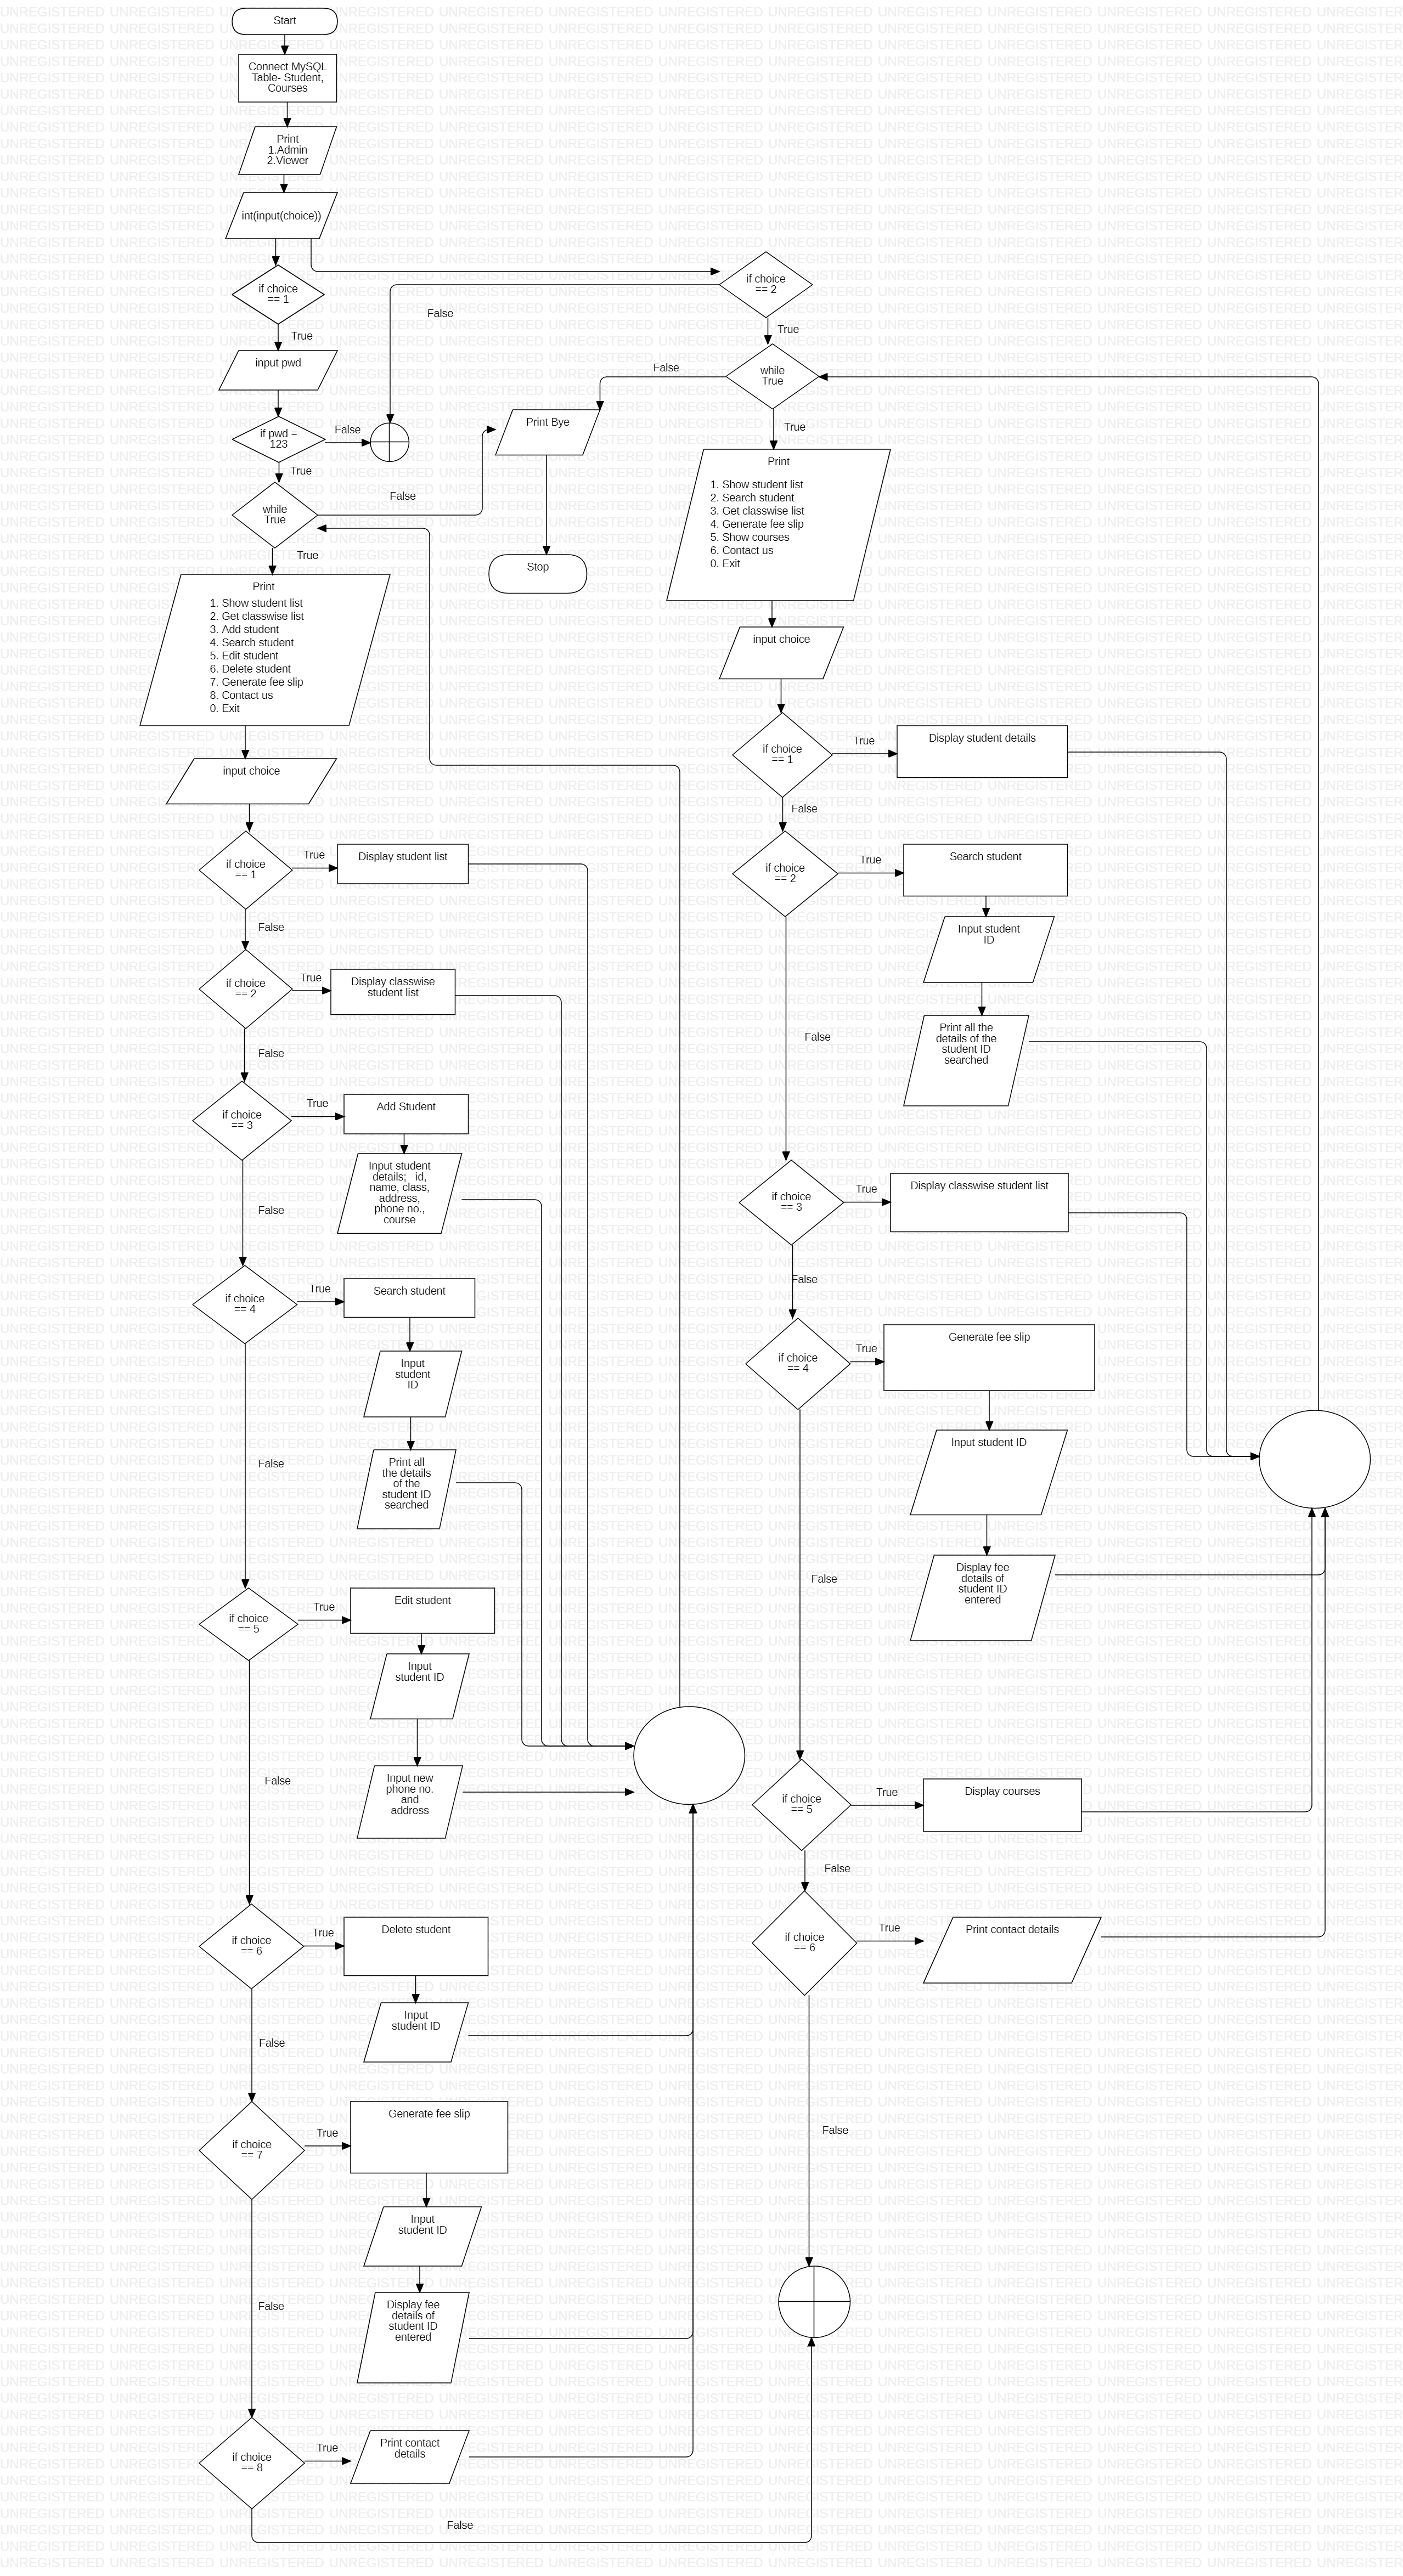 Start
Connect MySQL
Table- Student,
Courses
Print
1.Admin
2.Viewer
int(input(choice))
if choice
== 1
True
input pwd
if pwd =
123
False
True
while
True
False
True
Print
1. Show student list
2. Get classwise list
3. Add student
4. Search student
5. Edit student
6. Delete student
7. Generate fee slip
8. Contact us
0. Exit
input choice
if choice
== 1
True
Display student list
False
if choice
== 2
True
Display classwise
student list
False
if choice
== 3
True
Add Student
Input student
details;   id,
name, class,
address,
phone no.,
course
False
if choice
== 4
True
Search student
Input
student
ID
Print all
the details
of the
student ID
searched
False
if choice
== 5
True
Edit student
Input
student ID
Input new
phone no.
and
address
False
if choice
== 6
True
Delete student
Input
student ID
False
if choice
== 7
True
Generate fee slip
Input
student ID
Display fee
details of
student ID
entered
False
if choice
== 8
True
Print contact
details
False
if choice
== 2
False
True
while
True
False
Print Bye
Stop
True
Print
1. Show student list
2. Search student
3. Get classwise list
4. Generate fee slip
5. Show courses
6. Contact us
0. Exit
input choice
if choice
== 1
True
Display student details
False
if choice
== 2
True
Search student
Input student
ID
Print all the
details of the
student ID
searched
False
if choice
== 3
True
Display classwise student list
False
if choice
== 4
True
Generate fee slip
Input student ID
Display fee
details of
student ID
entered
False
if choice
== 5
True
Display courses
False
if choice
== 6
True
Print contact details
False
UNREGISTERED